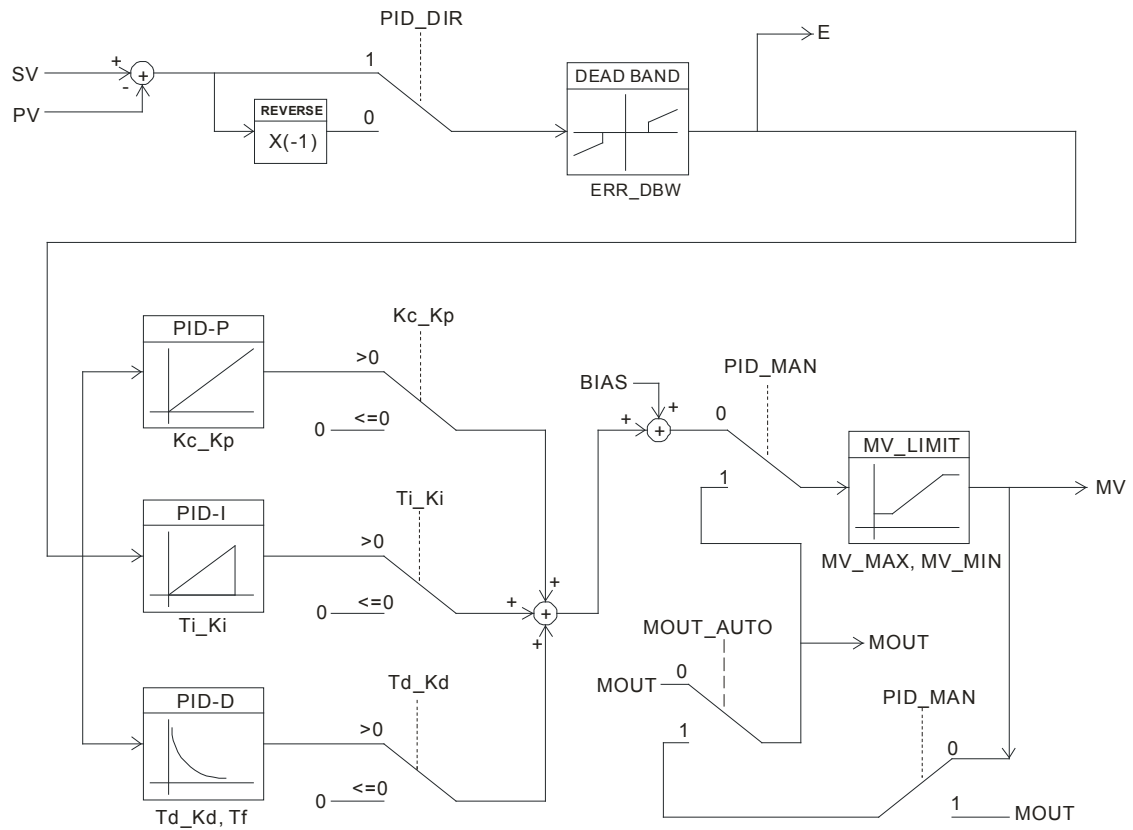 PID_DIR
E
SV
+
+
-
PV
1
REVERSE
X(-1)
0
DEAD BAND
ERR_DBW
PID-P
Kc_Kp
Kc_Kp
>0
0
<=0
BIAS
+
+
+
PID_MAN
0
1
MV_LIMIT
MV
MV_MAX, MV_MIN
PID-I
Ti_Ki
Ti_Ki
>0
0
<=0
+
+
+
+
MOUT_AUTO
MOUT
0
MOUT
1
PID-D
Td_Kd, Tf
Td_Kd
>0
0
<=0
PID_MAN
0
1
MOUT